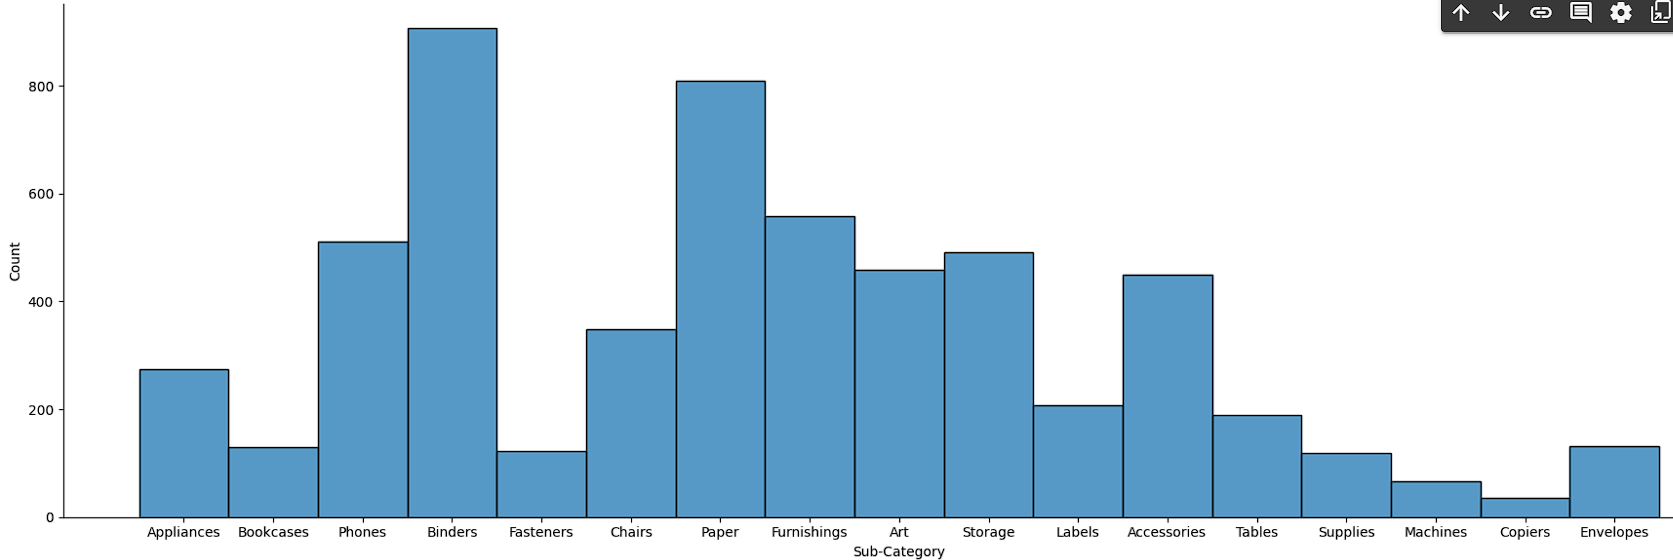 800
600
400
200
0
Count
Appliances Bookcases Phones Binders Fasteners Chairs Paper Furnishings Art Storage Labels Accessories Tables Supplies Machines Copiers Envelopes
Sub-Category